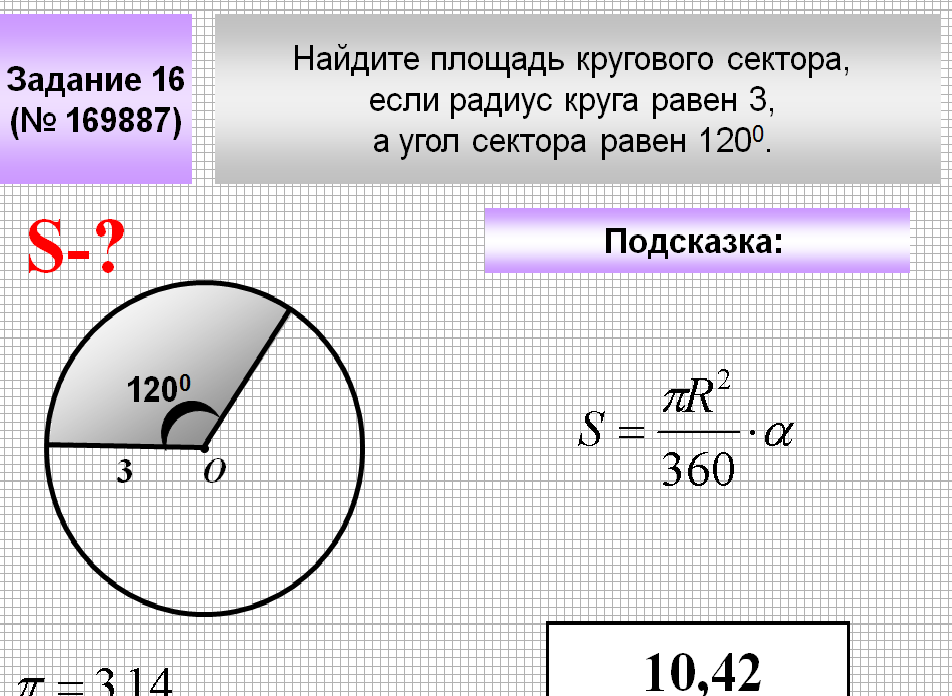 Задание 16
(№ 169887)
Найдите площадь кругового сектора,
если радиус круга равен 3,
а угол сектора равен 120⁰.
S-?
Подсказка:
120⁰
3
O
S = πR²/360 · α
π = 3,14
10,42